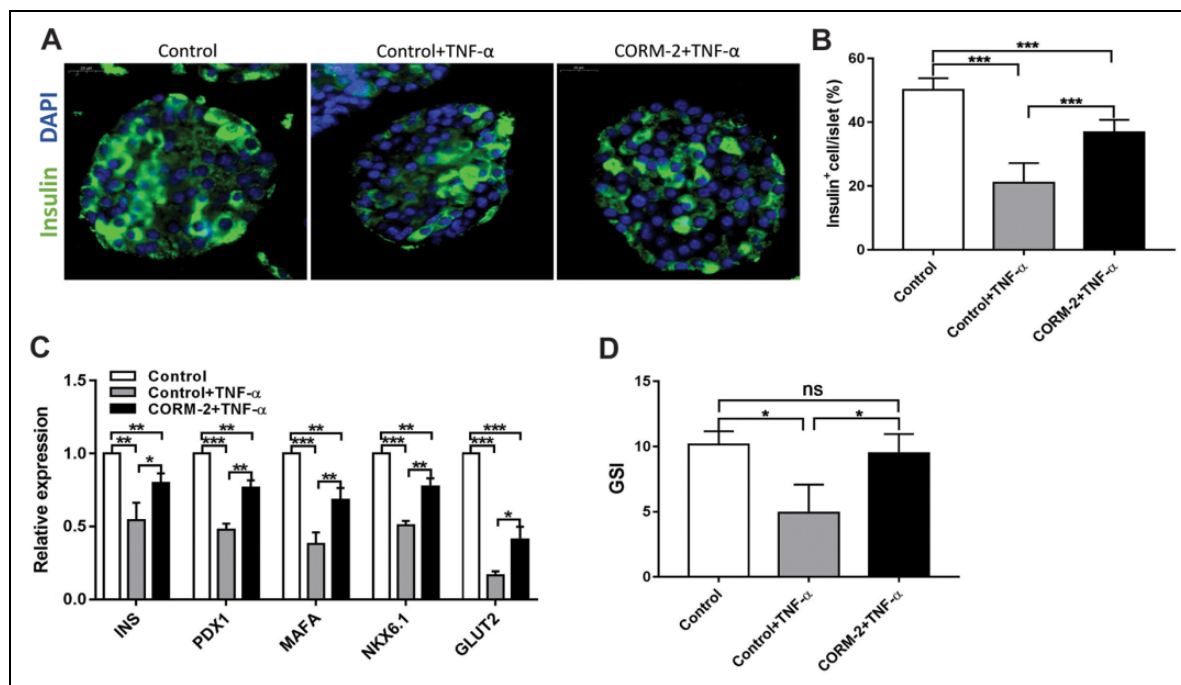 A
Control
Control+TNF-α
CORM-2+TNF-α
Insulin DAPI
B
Insulin⁺ cell/islet (%)
60
40
20
0
***
***
***
Control
Control+TNF-α
CORM-2+TNF-α
C
Control
Control+TNF-α
CORM-2+TNF-α
Relative expression
1.5
1.0
0.5
0.0
** ** ** ** ***
** *** *** *** ***
* ** ** ** *
INS
PDX1
MAFA
NKX6.1
GLUT2
D
GSI
15
10
5
0
ns
* *
Control
Control+TNF-α
CORM-2+TNF-α